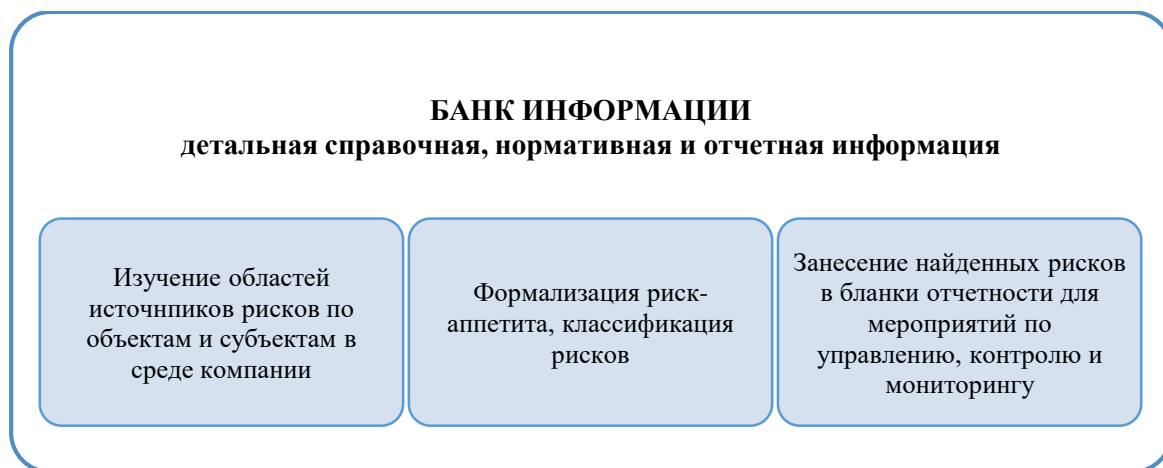 БАНК ИНФОРМАЦИИ
детальная справочная, нормативная и отчетная информация
Изучение областей
источнпиков рисков по
объектам и субъектам в
среде компании
Формализация риск-
аппетита, классификация
рисков
Занесение найденных рисков
в бланки отчетности для
мероприятий по
управлению, контролю и
мониторингу